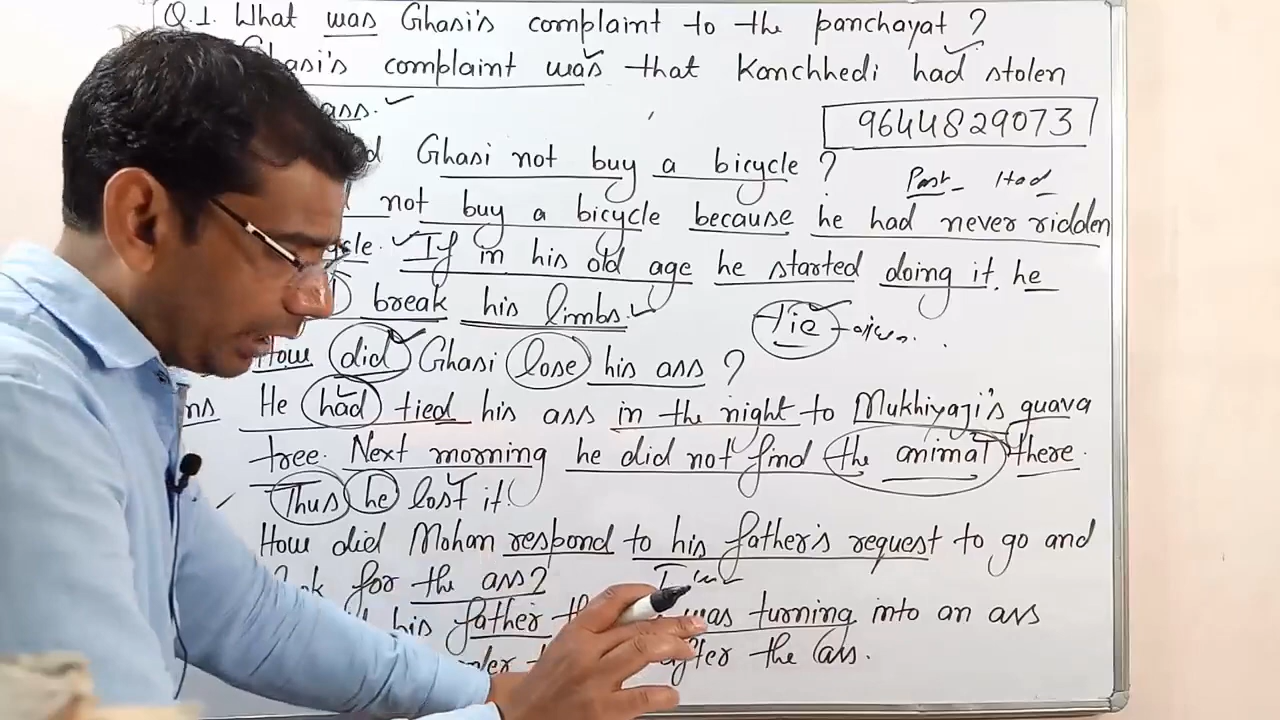 Q.1. What was Ghasi's complaint to the panchayat ?
Ghasi's complaint was that Kanchhedi had stolen
ass.
9644829073
Ghasi not buy a bicycle ?
Past Had
not buy a bicycle because he had never ridden
If in his old age he started doing it, he
break his limbs.
Tie
How did Ghasi lose his ass ?
ns He had tied his ass in the night to Mukhiyaji's guava
tree. Next morning he did not find the animal there.
Thus he lost it.
How did Mohan respond to his father's request to go and
for the ass?
his father was turning into an ass
after the ass.